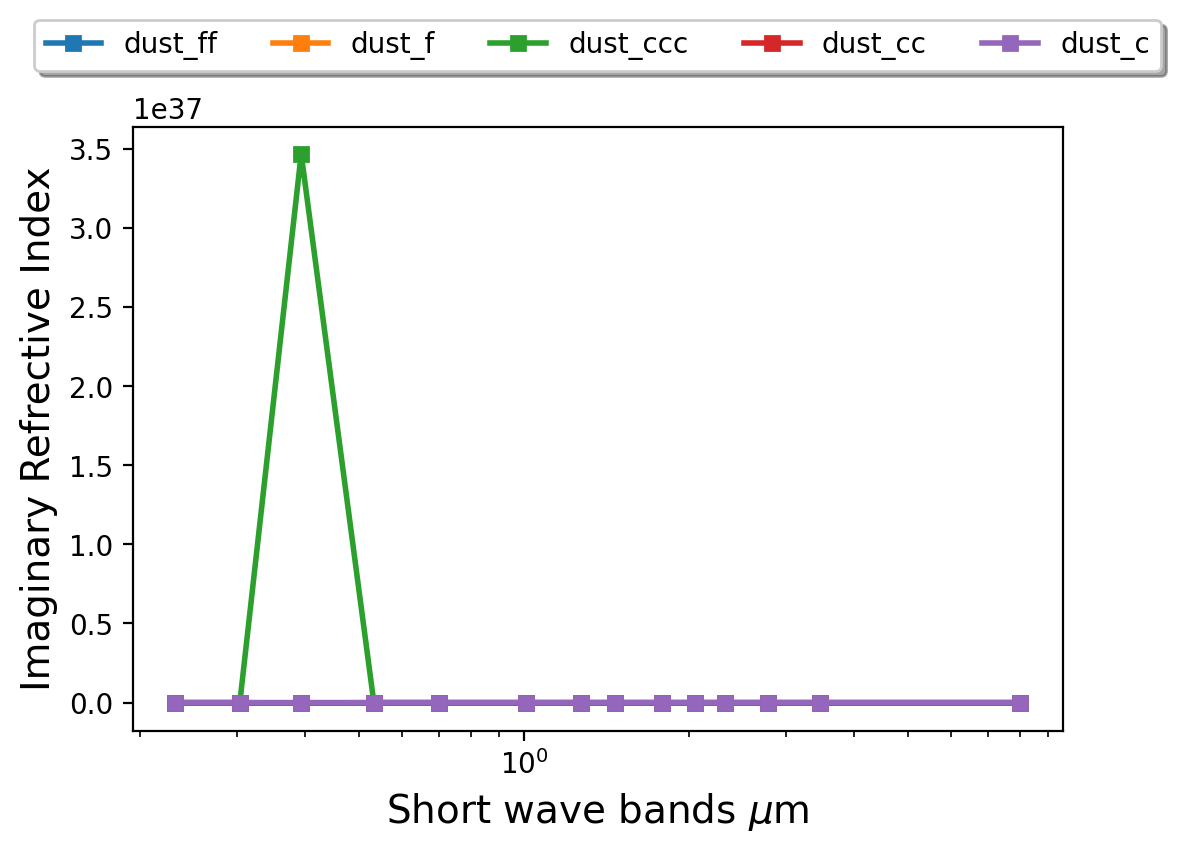 dust_ff dust_f dust_ccc dust_cc dust_c
1e37
3.5
3.0
2.5
2.0
1.5
1.0
0.5
0.0
Imaginary Refrective Index
10⁰
Short wave bands μm